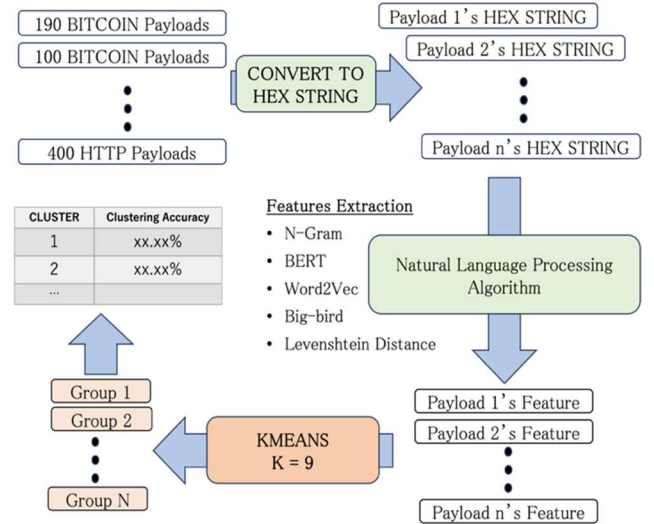 190 BITCOIN Payloads
100 BITCOIN Payloads
400 HTTP Payloads
CONVERT TO
HEX STRING
Payload 1's HEX STRING
Payload 2's HEX STRING
Payload n's HEX STRING
Natural Language Processing
Algorithm
Features Extraction
• N-Gram
• BERT
• Word2Vec
• Big-bird
• Levenshtein Distance
Payload 1's Feature
Payload 2's Feature
Payload n's Feature
KMEANS
K = 9
Group 1
Group 2
Group N
CLUSTER Clustering Accuracy
1 xx.xx%
2 xx.xx%
...